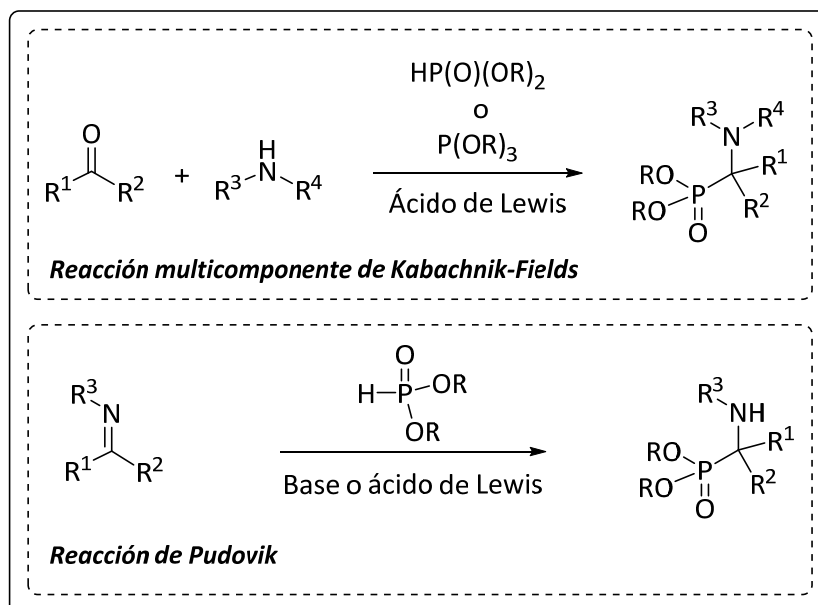 HP(O)(OR)₂
o
P(OR)₃
O
R¹ R² + H N R³ R⁴
Ácido de Lewis
R³ N R⁴ R¹ RO P RO R² O
Reacción multicomponente de Kabachnik-Fields
R³ N R¹ R²
O H P OR OR
Base o ácido de Lewis
R³ NH R¹ RO P RO R² O
Reacción de Pudovik